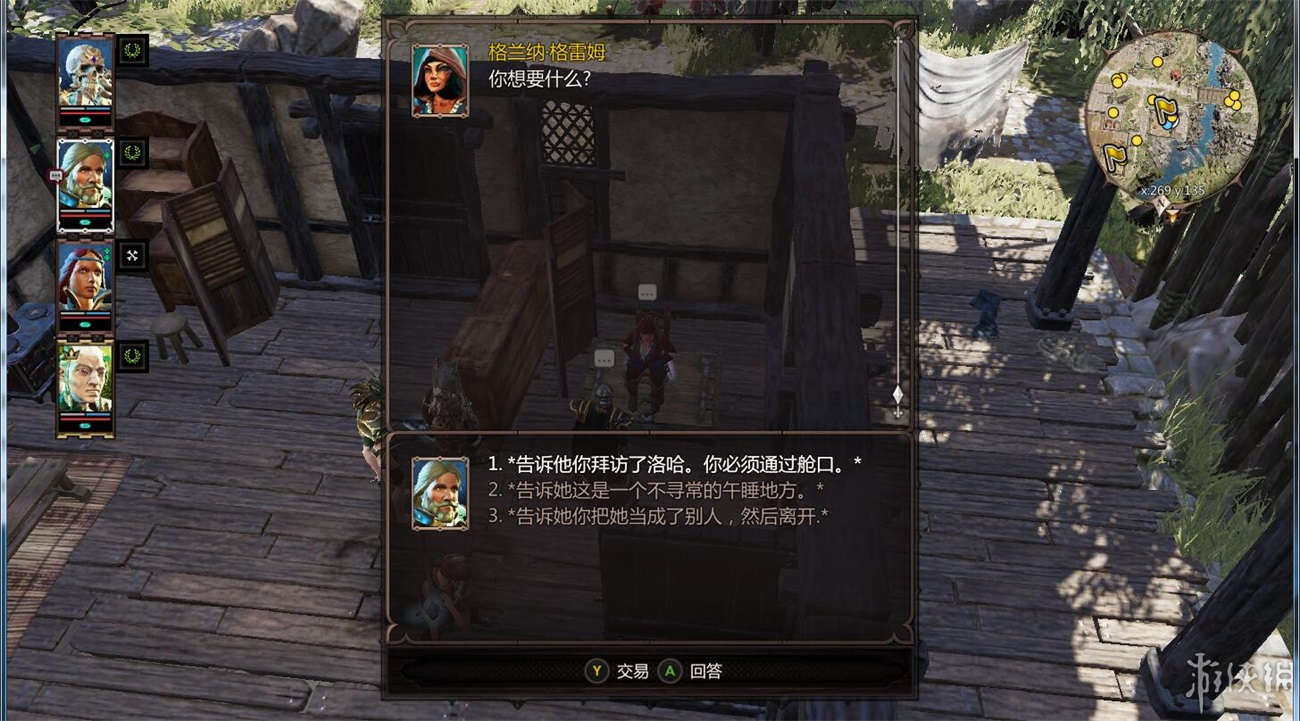 格兰纳·格雷姆
你想要什么?
x:269 y:135
1. *告诉他你拜访了洛哈。你必须通过舱口。*
2. *告诉她这是一个不寻常的午睡地方。*
3. *告诉她你把她当成了别人，然后离开.*
Y 交易 A 回答
游侠网